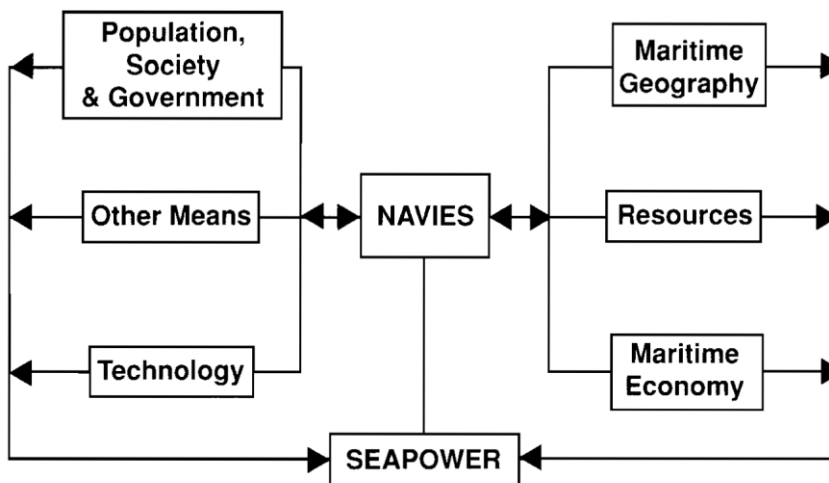 Population,
Society
& Government
Other Means
Technology
NAVIES
SEAPOWER
Maritime
Geography
Resources
Maritime
Economy